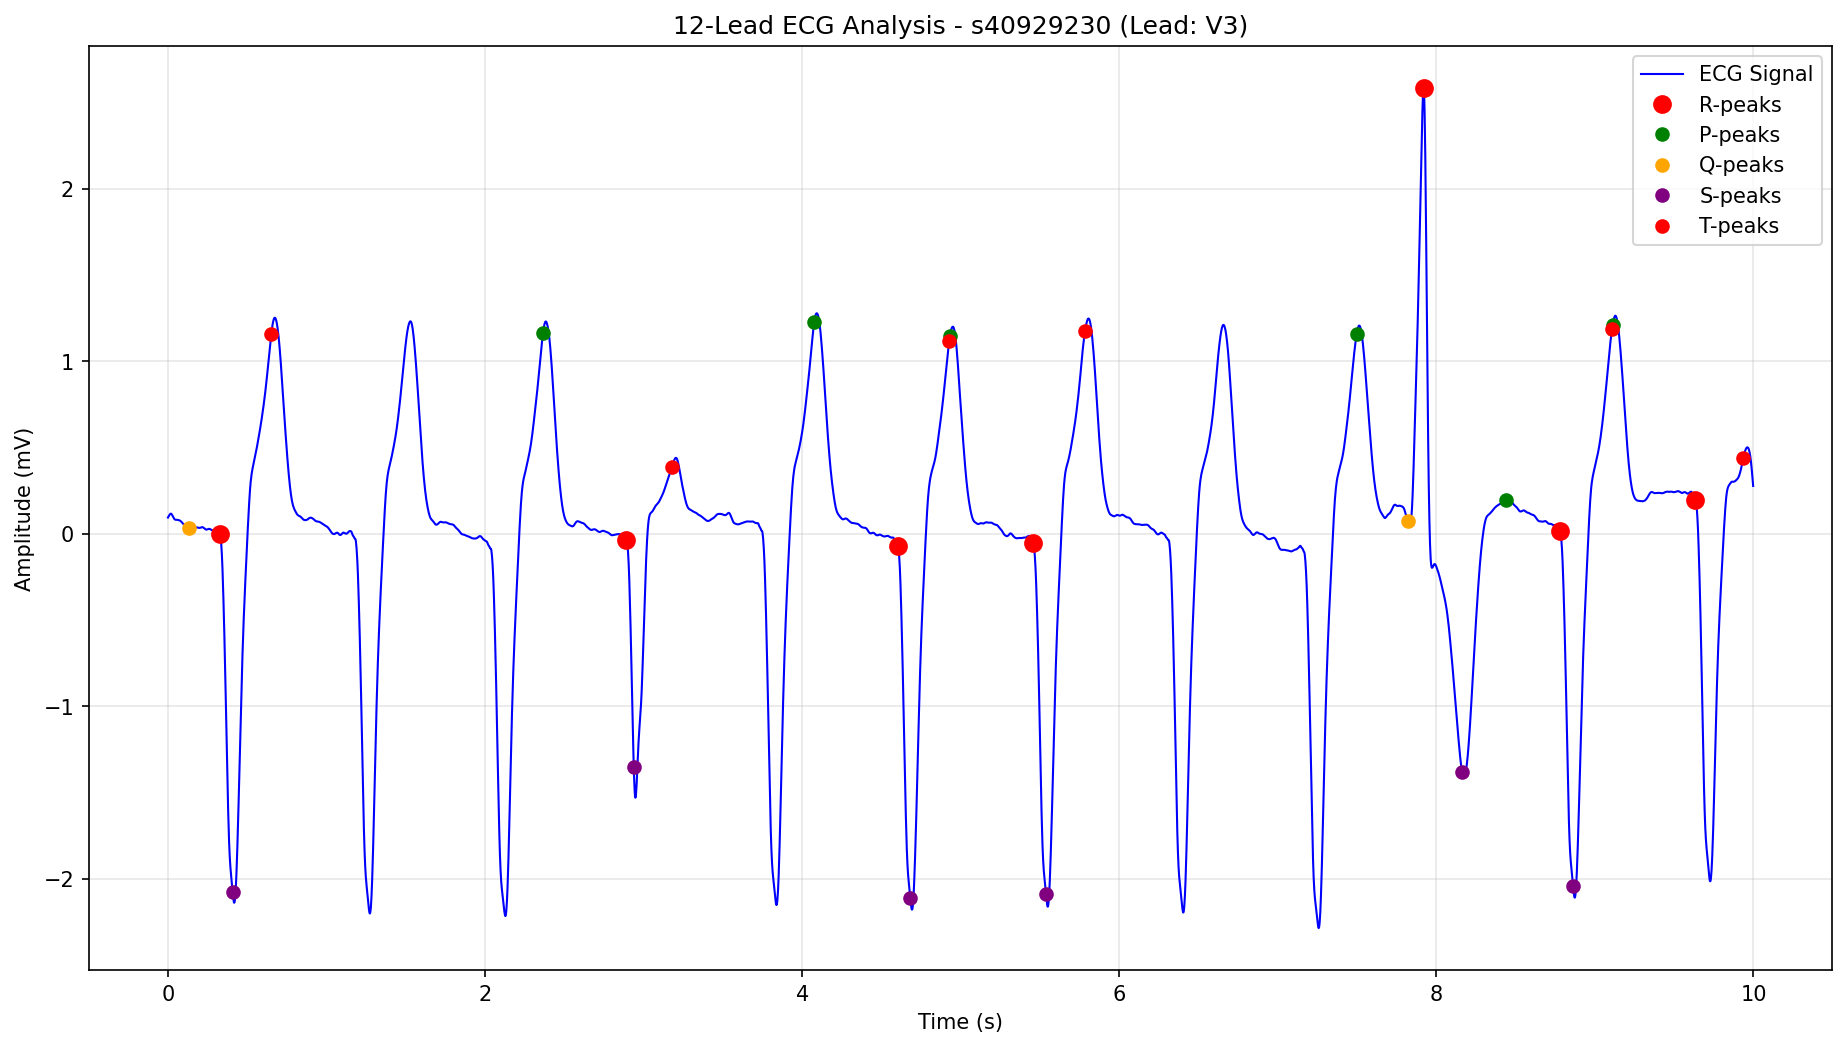 12-Lead ECG Analysis - s40929230 (Lead: V3)
ECG Signal
R-peaks
P-peaks
Q-peaks
S-peaks
T-peaks
Amplitude (mV)
2
1
0
−1
−2
0
2
4
6
8
10
Time (s)